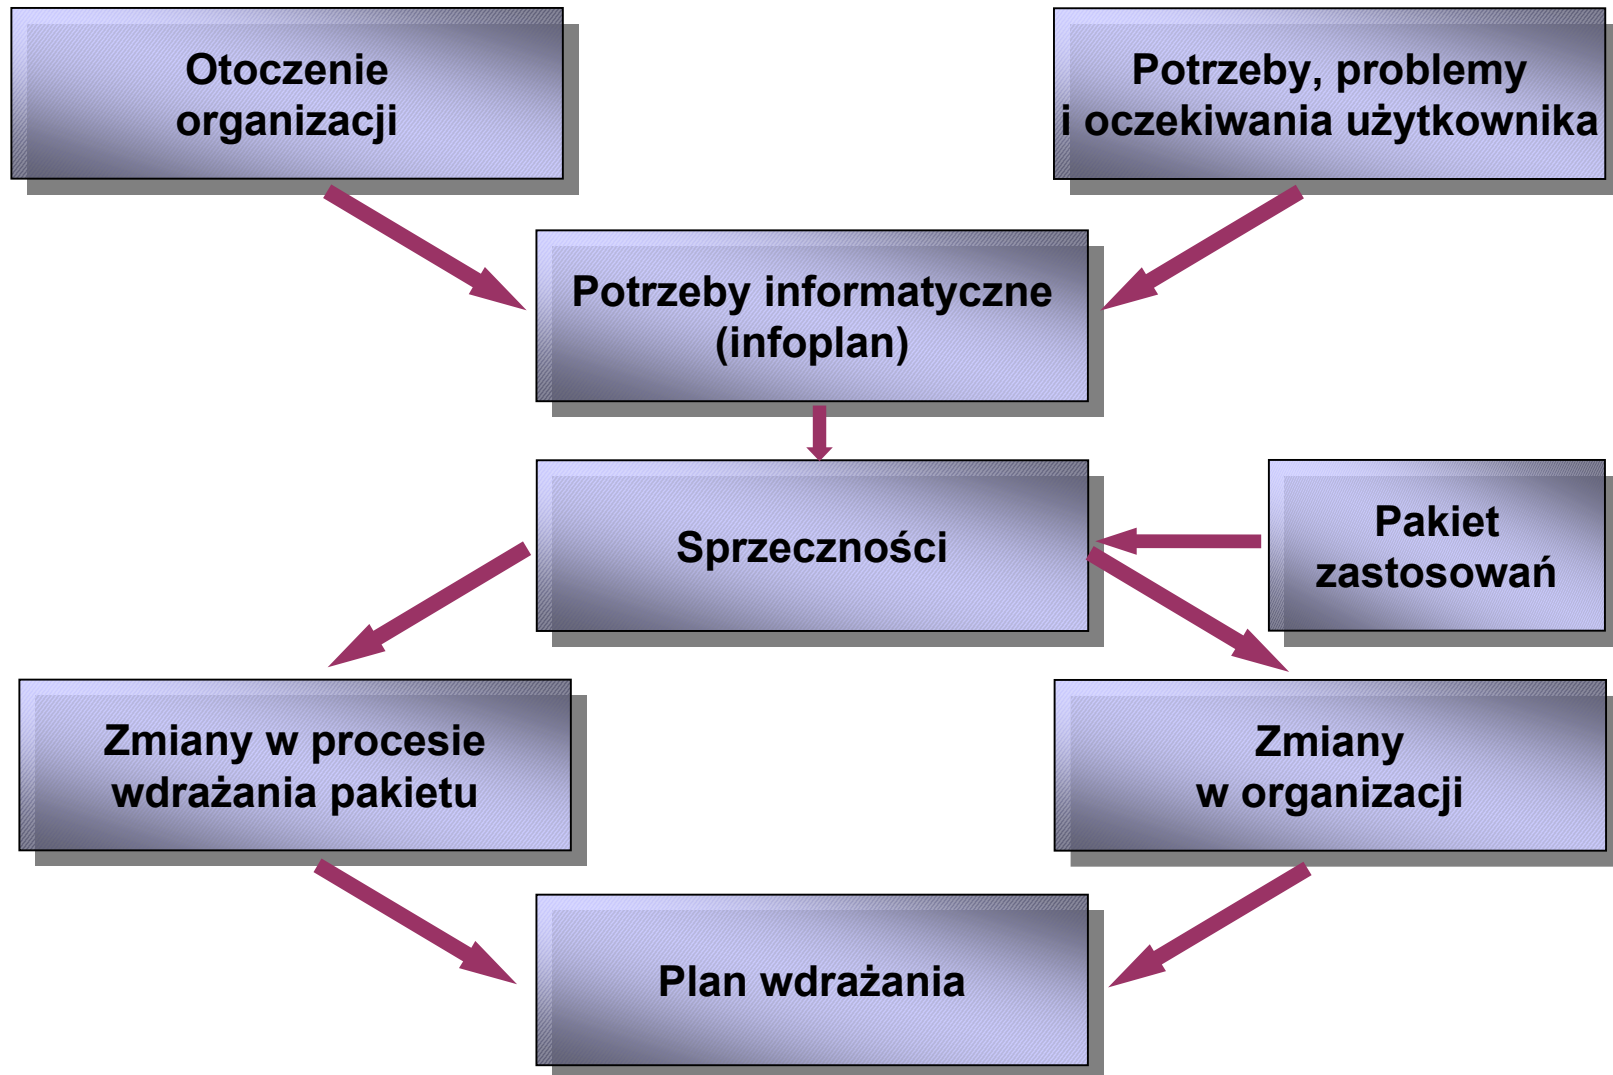 Otoczenie
organizacji
Potrzeby, problemy
i oczekiwania użytkownika
Potrzeby informatyczne
(infoplan)
Sprzeczności
Pakiet
zastosowań
Zmiany w procesie
wdrażania pakietu
Zmiany
w organizacji
Plan wdrażania